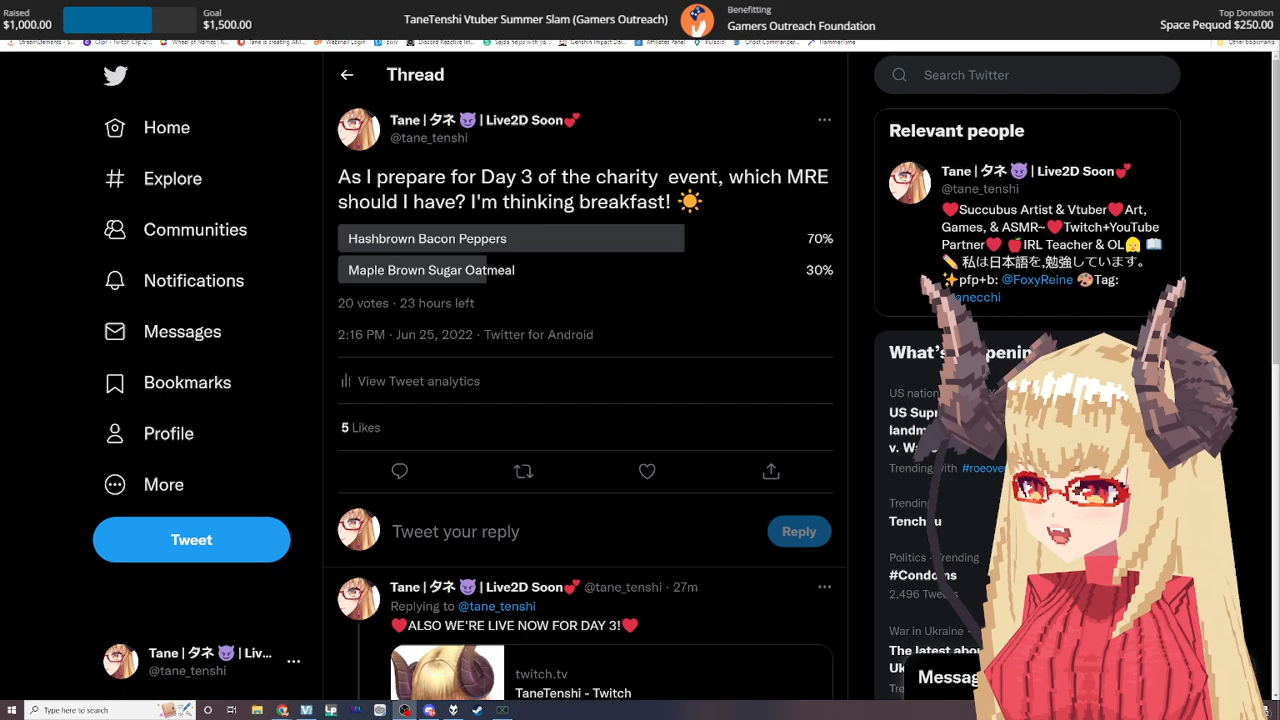 Raised
$1,000.00
Goal
$1,500.00
TaneTenshi Vtuber Summer Slam (Gamers Outreach)
Benefitting
Gamers Outreach Foundation
Top Donation
Space Pequod $250.00
Home
Explore
Communities
Notifications
Messages
Bookmarks
Profile
More
Tweet
Tane | タネ 😈 | Liv...
@tane_tenshi
Thread
Tane | タネ 😈 | Live2D Soon💕
@tane_tenshi
As I prepare for Day 3 of the charity event, which MRE
should I have? I'm thinking breakfast! ☀️
Hashbrown Bacon Peppers 70%
Maple Brown Sugar Oatmeal 30%
20 votes · 23 hours left
2:16 PM · Jun 25, 2022 · Twitter for Android
View Tweet analytics
5 Likes
Tweet your reply
Reply
Tane | タネ 😈 | Live2D Soon💕 @tane_tenshi · 27m
Replying to @tane_tenshi
❤️ALSO WE'RE LIVE NOW FOR DAY 3!❤️
twitch.tv
TaneTenshi - Twitch
Search Twitter
Relevant people
Tane | タネ 😈 | Live2D Soon💕
@tane_tenshi
❤️Succubus Artist & Vtuber❤️Art,
Games, & ASMR~❤️Twitch+YouTube
Partner❤️ 🍎IRL Teacher & OL👱‍♀️ 📖
✏️ 私は日本語を,勉強しています。
✨pfp+b: @FoxyReine 🎨Tag:
What's
US
US
v.
Trending with
Trending
Politions · Trending
#Condoms
2,496 Tweets
War in Ukraine
The latest
Type here to search